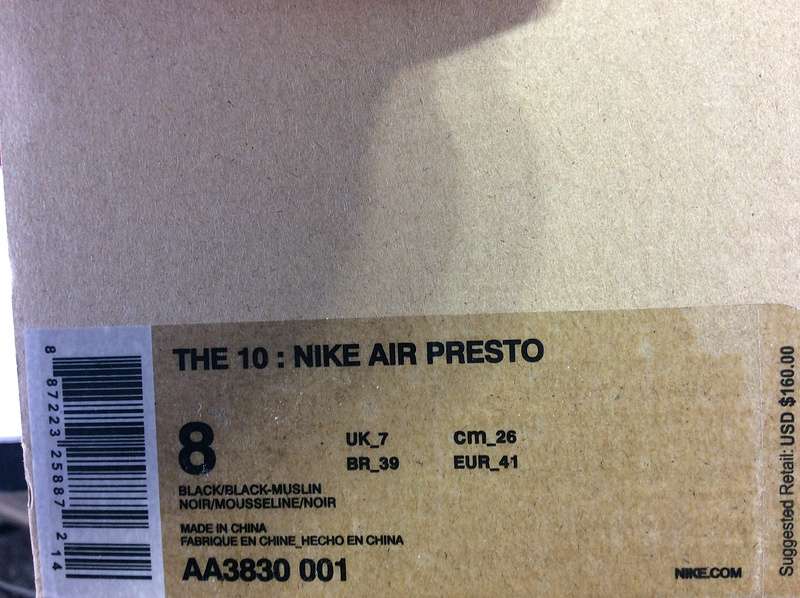 THE 10 : NIKE AIR PRESTO
8
UK_7 cm_26
BR_39 EUR_41
BLACK/BLACK-MUSLIN
NOIR/MOUSSELINE/NOIR
MADE IN CHINA
FABRIQUE EN CHINE_HECHO EN CHINA
AA3830 001
NIKE.COM
8 87223 25887 2 14
Suggested Retail: USD $160.00